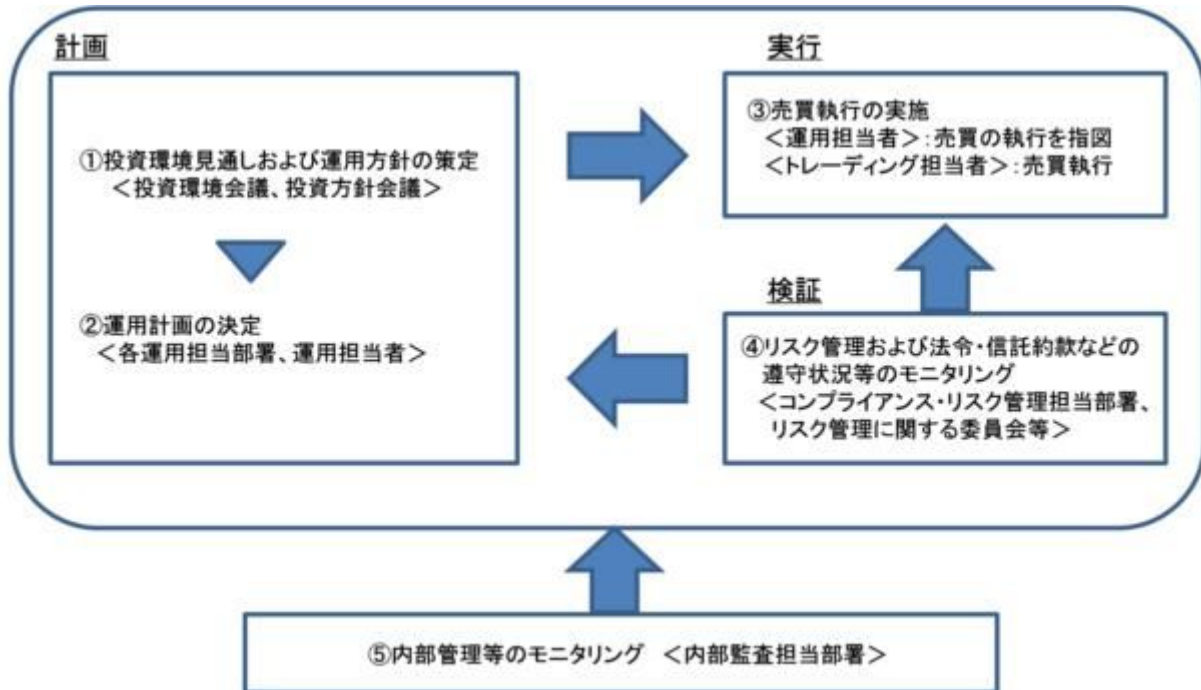 計画
①投資環境見通しおよび運用方針の策定
＜投資環境会議、投資方針会議＞
②運用計画の決定
＜各運用担当部署、運用担当者＞
実行
③売買執行の実施
＜運用担当者＞：売買の執行を指図
＜トレーディング担当者＞：売買執行
検証
④リスク管理および法令・信託約款などの
遵守状況等のモニタリング
＜コンプライアンス・リスク管理担当部署、
リスク管理に関する委員会等＞
⑤内部管理等のモニタリング　＜内部監査担当部署＞